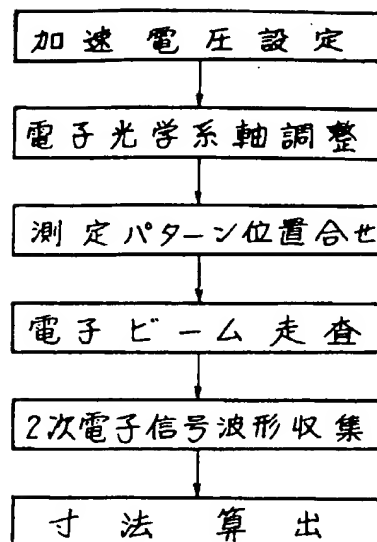 加速電圧設定
電子光学系軸調整
測定パターン位置合せ
電子ビーム走査
2次電子信号波形収集
寸法算出